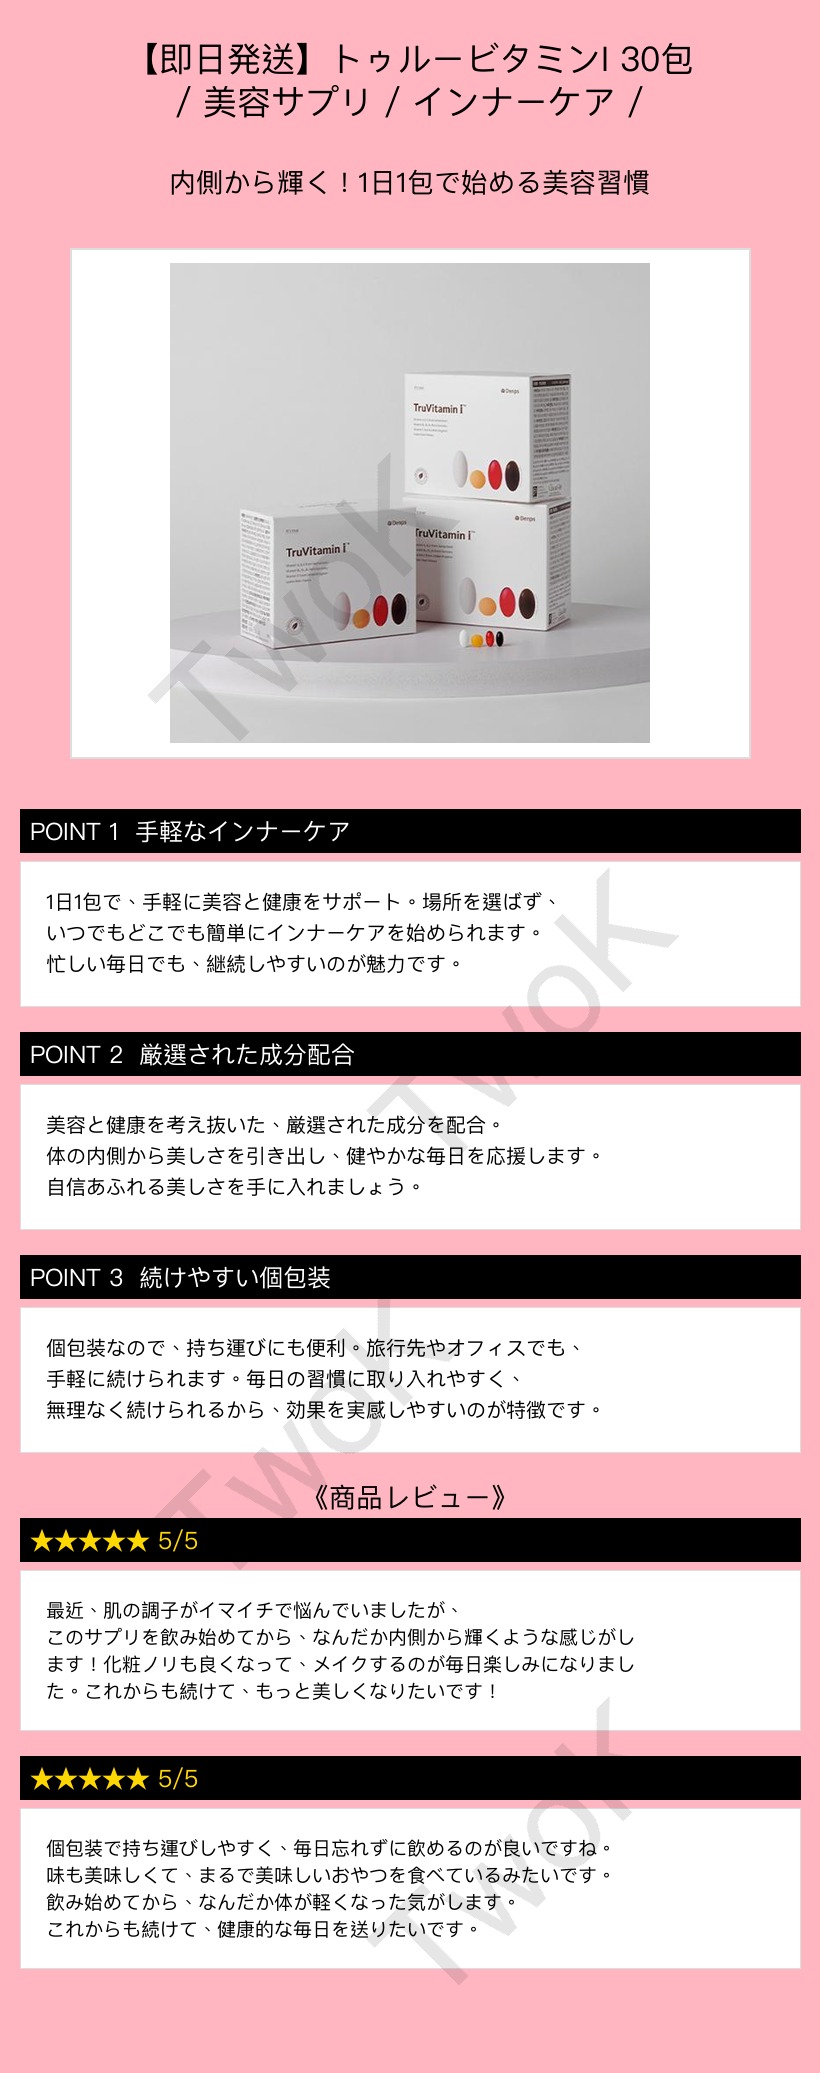 【即日発送】トゥルービタミンI 30包
/ 美容サプリ / インナーケア /
内側から輝く！1日1包で始める美容習慣
Denps
TruVitamin I™
Denps
TruVitamin I™
Denps
TruVitamin I™
TwoK
POINT 1 手軽なインナーケア
1日1包で、手軽に美容と健康をサポート。場所を選ばず、
いつでもどこでも簡単にインナーケアを始められます。
忙しい毎日でも、継続しやすいのが魅力です。
TwoK
POINT 2 厳選された成分配合
美容と健康を考え抜いた、厳選された成分を配合。
体の内側から美しさを引き出し、健やかな毎日を応援します。
自信あふれる美しさを手に入れましょう。
POINT 3 続けやすい個包装
個包装なので、持ち運びにも便利。旅行先やオフィスでも、
手軽に続けられます。毎日の習慣に取り入れやすく、
無理なく続けられるから、効果を実感しやすいのが特徴です。
TwoK
《商品レビュー》
★★★★★ 5/5
最近、肌の調子がイマイチで悩んでいましたが、
このサプリを飲み始めてから、なんだか内側から輝くような感じがし
ます！化粧ノリも良くなって、メイクするのが毎日楽しみになりまし
た。これからも続けて、もっと美しくなりたいです！
★★★★★ 5/5
個包装で持ち運びしやすく、毎日忘れずに飲めるのが良いですね。
味も美味しくて、まるで美味しいおやつを食べているみたいです。
飲み始めてから、なんだか体が軽くなった気がします。
これからも続けて、健康的な毎日を送りたいです。
TwoK